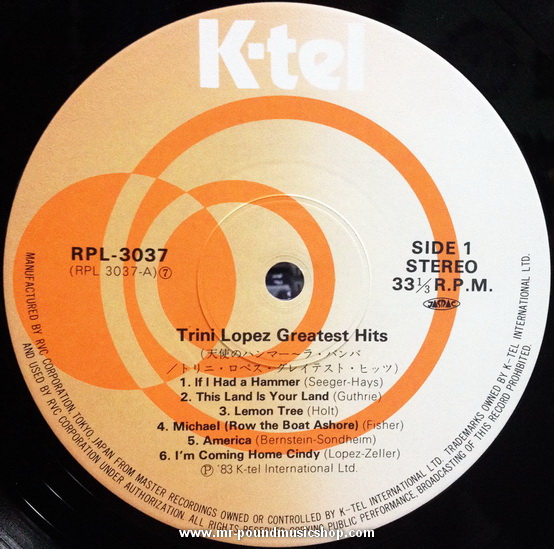 K-tel
RPL-3037
(RPL 3037-A)⑦
SIDE 1
STEREO
33⅓ R.P.M.
JASRAC
Trini Lopez Greatest Hits
(天使のハンマー〜ラ・バンバ
／トリニ・ロペス・グレイテスト・ヒッツ)
1. If I Had a Hammer (Seeger-Hays)
2. This Land Is Your Land (Guthrie)
3. Lemon Tree (Holt)
4. Michael (Row the Boat Ashore) (Fisher)
5. America (Bernstein-Sondheim)
6. I'm Coming Home Cindy (Lopez-Zeller)
Ⓟ '83 K-tel International Ltd.
MANUFACTURED BY RVC CORPORATION, TOKYO, JAPAN FROM MASTER RECORDINGS OWNED OR CONTROLLED BY K-TEL INTERNATIONAL LTD. TRADEMARKS OWNED BY K-TEL INTERNATIONAL LTD.
AND USED BY RVC CORPORATION UNDER AUTHORIZATION. ALL RIGHTS PUBLIC PERFORMANCE, BROADCASTING OF THIS RECORD PROHIBITED.
www.mr-poundmusicshop.com